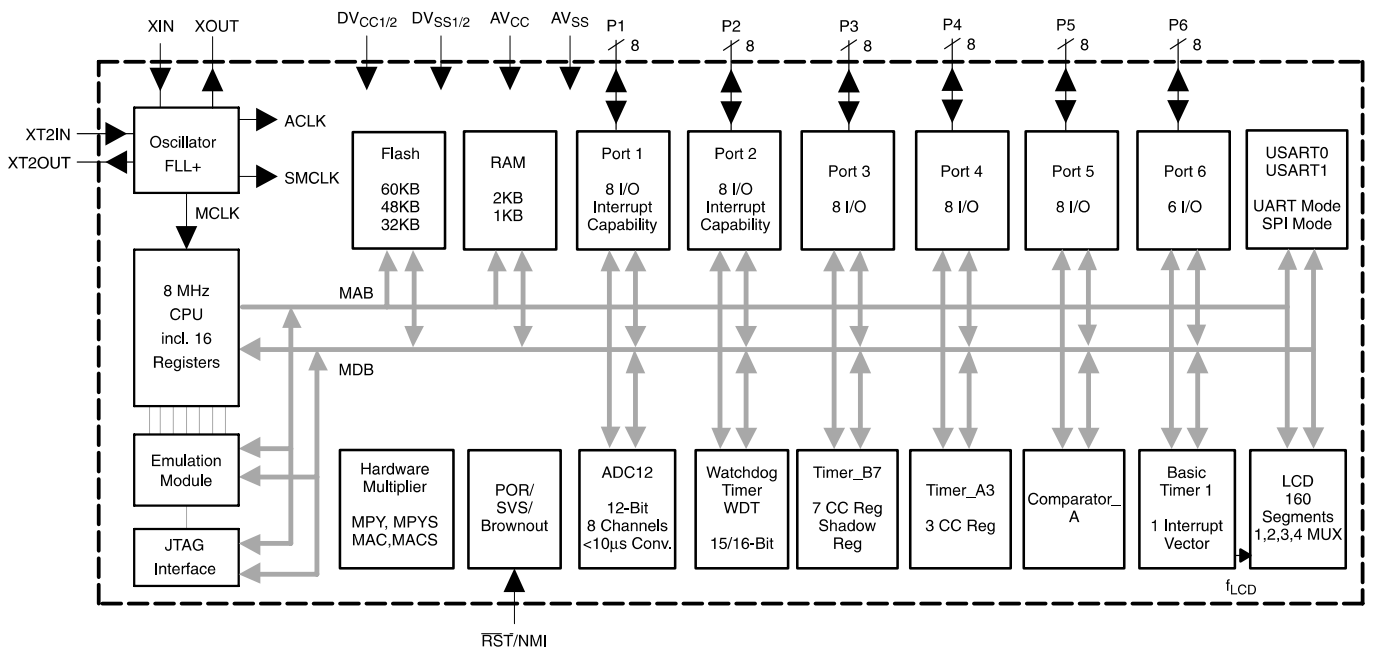 XIN
XOUT
DVCC1/2
DVSS1/2
AVCC
AVSS
P1
8
P2
8
P3
8
P4
8
P5
8
P6
8
XT2IN
XT2OUT
Oscillator
FLL+
ACLK
SMCLK
MCLK
Flash
60KB
48KB
32KB
RAM
2KB
1KB
Port 1
8 I/O
Interrupt
Capability
Port 2
8 I/O
Interrupt
Capability
Port 3
8 I/O
Port 4
8 I/O
Port 5
8 I/O
Port 6
6 I/O
USART0
USART1
UART Mode
SPI Mode
8 MHz
CPU
incl. 16
Registers
MAB
MDB
Emulation
Module
JTAG
Interface
Hardware
Multiplier
MPY, MPYS
MAC,MACS
POR/
SVS/
Brownout
ADC12
12-Bit
8 Channels
<10μs Conv.
Watchdog
Timer
WDT
15/16-Bit
Timer_B7
7 CC Reg
Shadow
Reg
Timer_A3
3 CC Reg
Comparator_
A
Basic
Timer 1
1 Interrupt
Vector
LCD
160
Segments
1,2,3,4 MUX
fLCD
RST/NMI